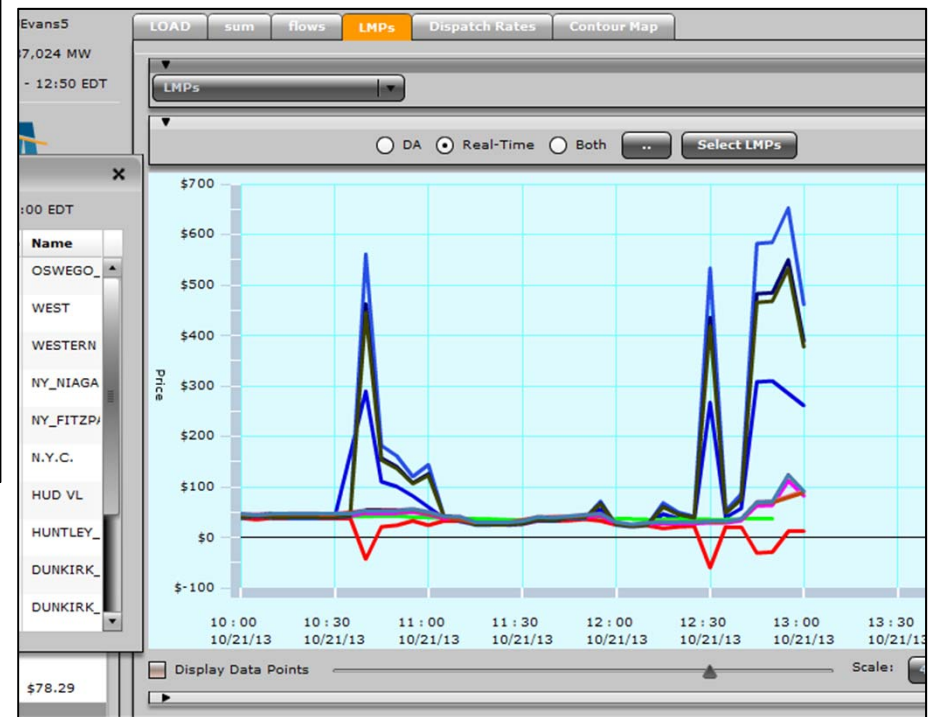 Evans5
LOAD sum flows LMPs Dispatch Rates Contour Map
37,024 MW
- 12:50 EDT
LMPs
DA Real-Time Both .. Select LMPs
:00 EDT
Name
OSWEGO_
WEST
WESTERN
NY_NIAGA
NY_FITZP
N.Y.C.
HUD VL
HUNTLEY_
DUNKIRK_
DUNKIRK_
$78.29
Price
$700
$600
$500
$400
$300
$200
$100
$0
$-100
10 : 00 10 : 30 11 : 00 11 : 30 12 : 00 12 : 30 13 : 00 13 : 30
10/21/13 10/21/13 10/21/13 10/21/13 10/21/13 10/21/13 10/21/13 10/21/13
Display Data Points Scale: